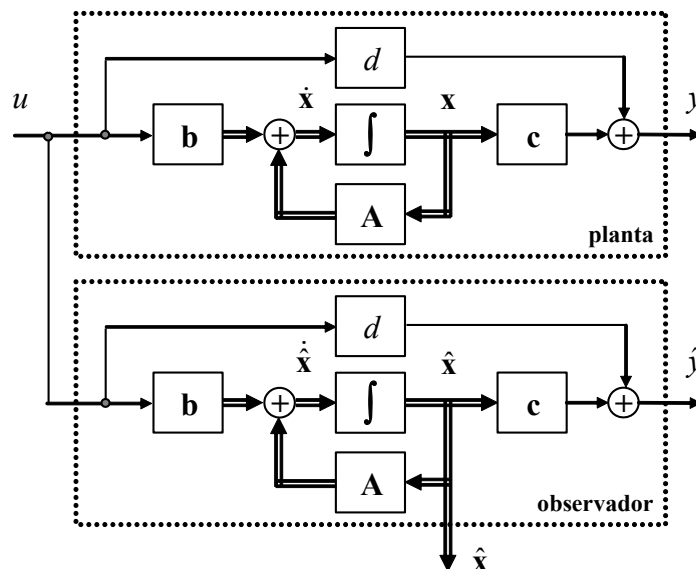 d
u
ẋ
x
y
b
+
∫
c
+
A
planta
d
x̂̇
x̂
ŷ
b
+
∫
c
+
A
observador
x̂